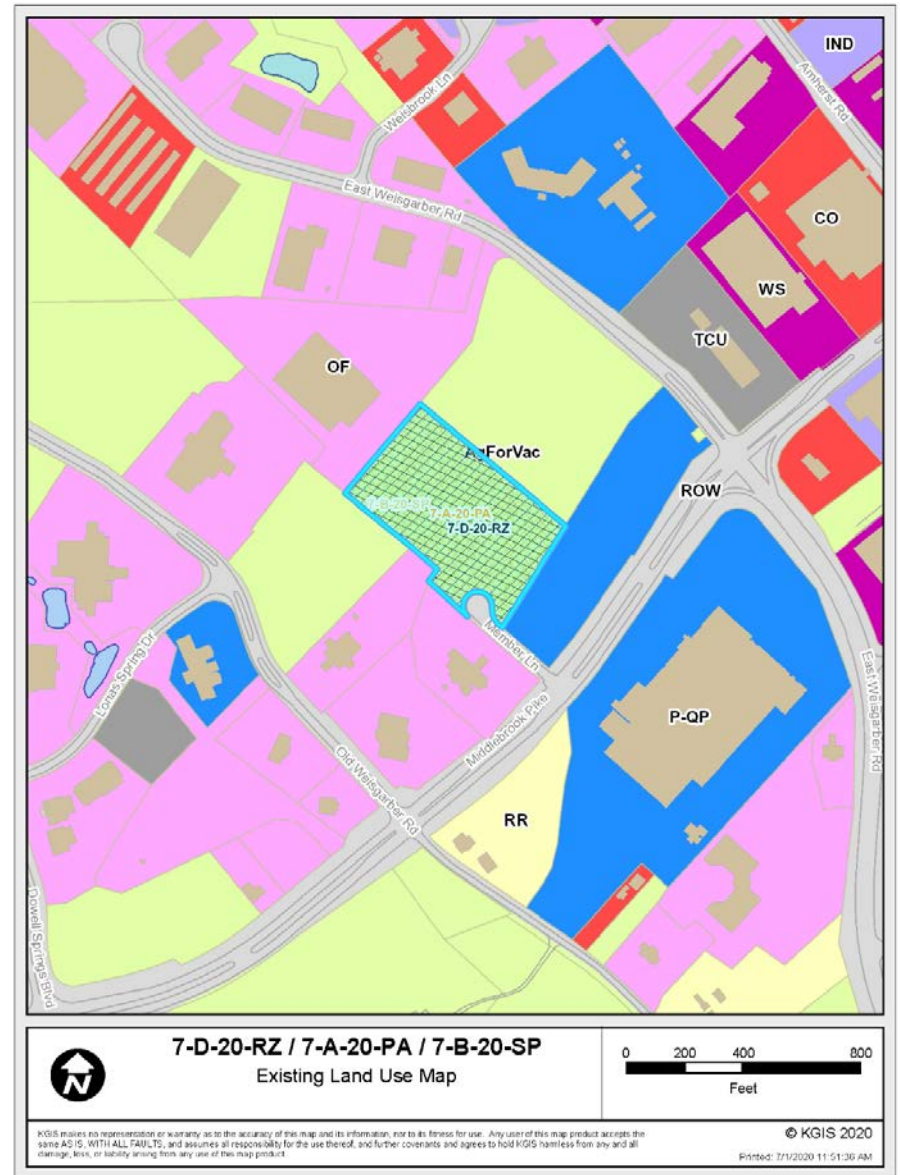 IND
Amherst Rd
Weisbrook Ln
East Weisgarber Rd
CO
WS
TCU
OF
AgForVac
ROW
7-B-20-SP
7-A-20-PA
7-D-20-RZ
Member Ln
Lonas Spring Dr
Middlebrook Pike
P-QP
East Weisgarber Rd
Old Weisgarber Rd
RR
Dowell Springs Blvd
N
7-D-20-RZ / 7-A-20-PA / 7-B-20-SP
Existing Land Use Map
0 200 400 800
Feet
KGIS makes no representation or warranty as to the accuracy of this map and its information, nor to its fitness for use. Any user of this map product accepts the
same AS IS, WITH ALL FAULTS, and assumes all responsibility for the use thereof, and further covenants and agrees to hold KGIS harmless from any and all
damage, loss, or liability arising from any use of this map product.
© KGIS 2020
Printed: 7/1/2020 11:51:36 AM